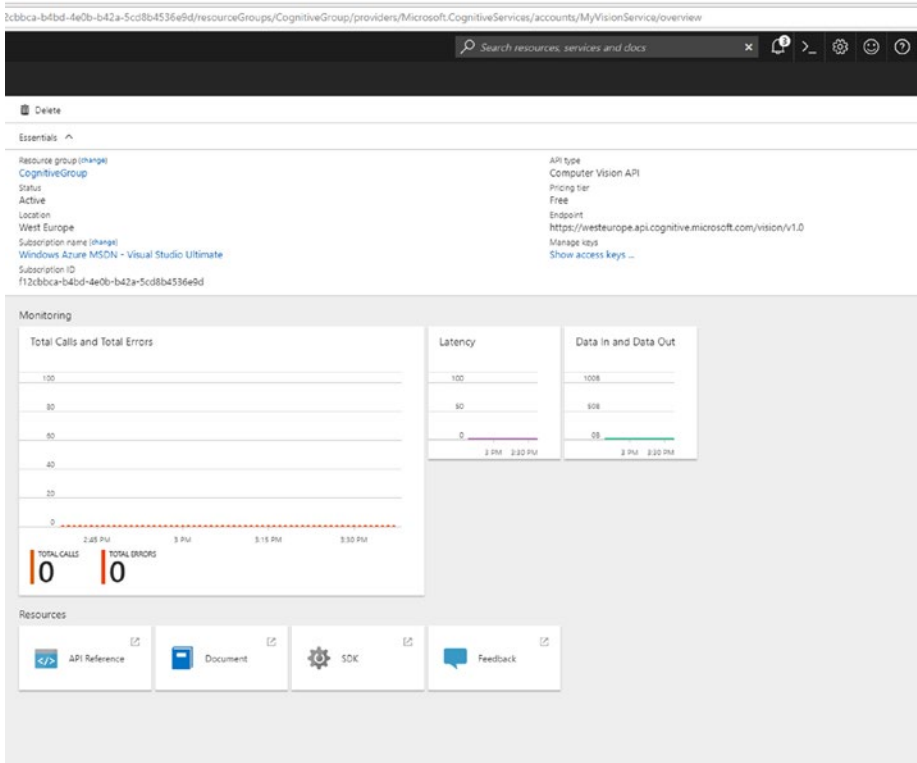 2cbbca-b4bd-4e0b-b42a-5cd8b4536e9d/resourceGroups/CognitiveGroup/providers/Microsoft.CognitiveServices/accounts/MyVisionService/overview
Search resources, services and docs
3
Delete
Essentials
Resource group (change)
CognitiveGroup
Status
Active
Location
West Europe
Subscription name (change)
Windows Azure MSDN - Visual Studio Ultimate
Subscription ID
f12cbbca-b4bd-4e0b-b42a-5cd8b4536e9d
API type
Computer Vision API
Pricing tier
Free
Endpoint
https://westeurope.api.cognitive.microsoft.com/vision/v1.0
Manage keys
Show access keys ...
Monitoring
Total Calls and Total Errors
100
80
60
40
20
0
2:45 PM 3 PM 3:15 PM 3:30 PM
TOTAL CALLS
0
TOTAL ERRORS
0
Latency
100
50
0
3 PM 3:30 PM
Data In and Data Out
100B
50B
0B
3 PM 3:30 PM
Resources
API Reference
Document
SDK
Feedback